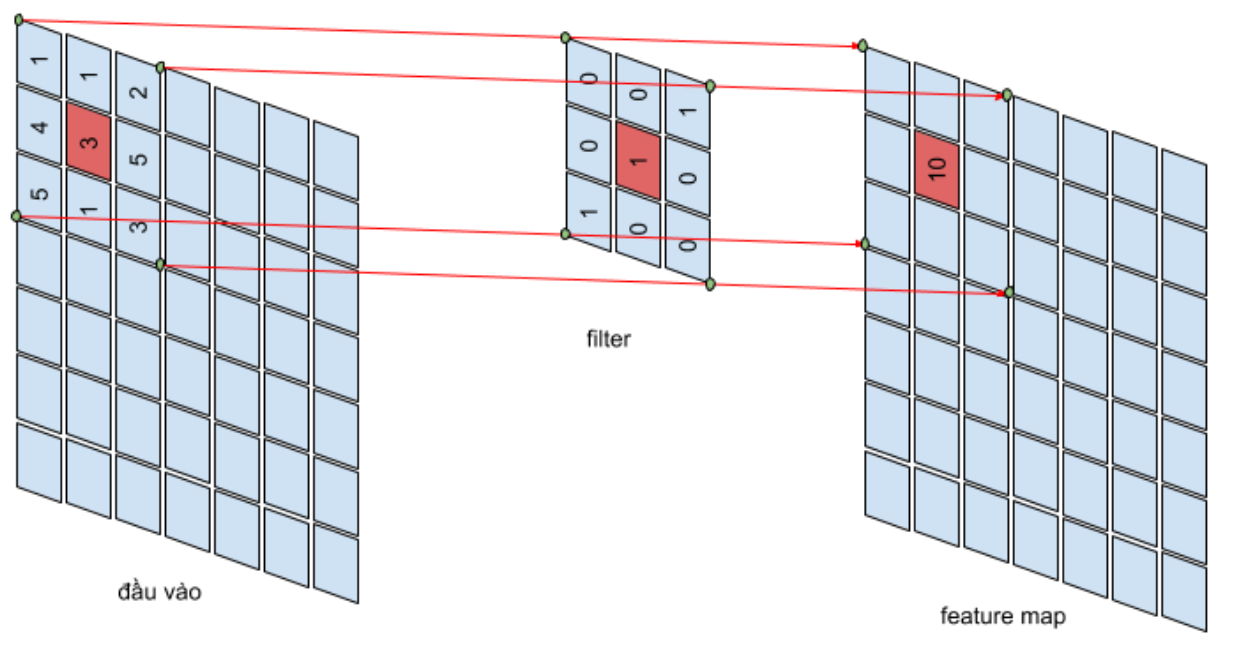 1 1 2
4 3 5
5 1 3
0 0 1
0 1 0
1 0 0
10
filter
đầu vào
feature map